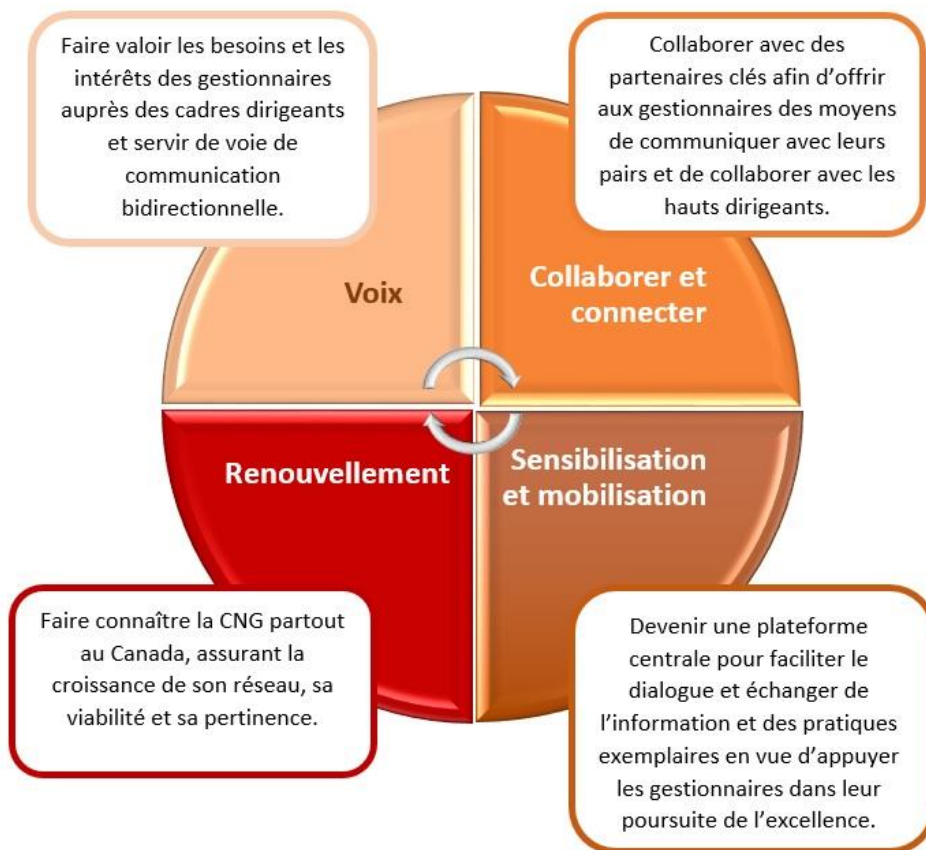 Faire valoir les besoins et les
intérêts des gestionnaires
auprès des cadres dirigeants
et servir de voie de
communication
bidirectionnelle.
Collaborer avec des
partenaires clés afin d’offrir
aux gestionnaires des moyens
de communiquer avec leurs
pairs et de collaborer avec les
hauts dirigeants.
Voix
Collaborer et
connecter
Renouvellement
Sensibilisation
et mobilisation
Faire connaître la CNG partout
au Canada, assurant la
croissance de son réseau, sa
viabilité et sa pertinence.
Devenir une plateforme
centrale pour faciliter le
dialogue et échanger de
l’information et des pratiques
exemplaires en vue d’appuyer
les gestionnaires dans leur
poursuite de l’excellence.